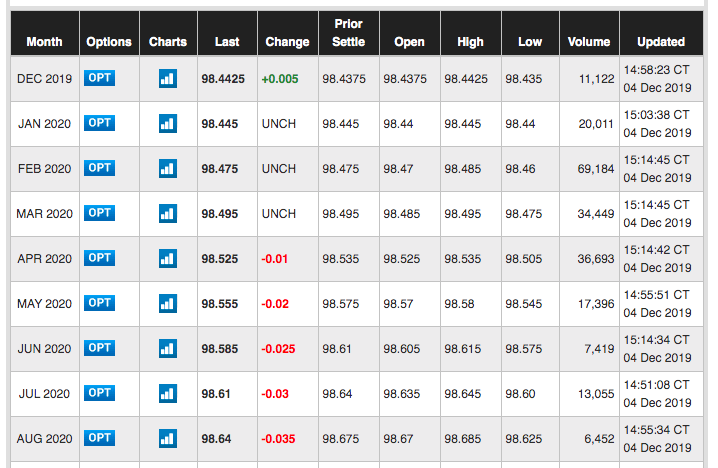 Month Options Charts Last Change Prior Settle Open High Low Volume Updated
DEC 2019 OPT 98.4425 +0.005 98.4375 98.4375 98.4425 98.435 11,122 14:58:23 CT 04 Dec 2019
JAN 2020 OPT 98.445 UNCH 98.445 98.44 98.445 98.44 20,011 15:03:38 CT 04 Dec 2019
FEB 2020 OPT 98.475 UNCH 98.475 98.47 98.485 98.46 69,184 15:14:45 CT 04 Dec 2019
MAR 2020 OPT 98.495 UNCH 98.495 98.485 98.495 98.475 34,449 15:14:45 CT 04 Dec 2019
APR 2020 OPT 98.525 -0.01 98.535 98.525 98.535 98.505 36,693 15:14:42 CT 04 Dec 2019
MAY 2020 OPT 98.555 -0.02 98.575 98.57 98.58 98.545 17,396 14:55:51 CT 04 Dec 2019
JUN 2020 OPT 98.585 -0.025 98.61 98.605 98.615 98.575 7,419 15:14:34 CT 04 Dec 2019
JUL 2020 OPT 98.61 -0.03 98.64 98.635 98.645 98.60 13,055 14:51:08 CT 04 Dec 2019
AUG 2020 OPT 98.64 -0.035 98.675 98.67 98.685 98.625 6,452 14:55:34 CT 04 Dec 2019